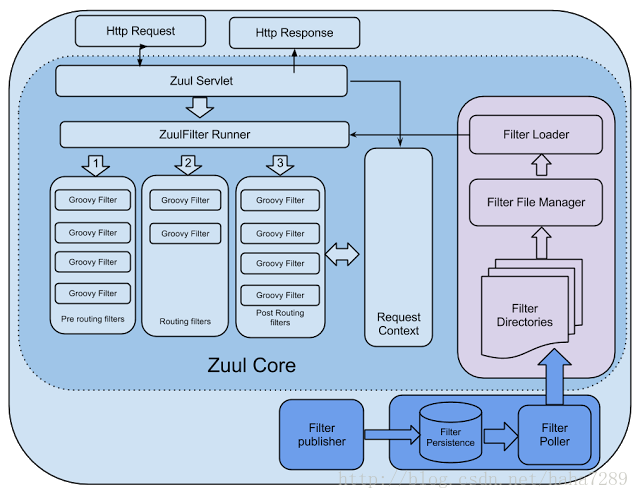 Http Request
Http Response
Zuul Servlet
ZuulFilter Runner
Filter Loader
1
2
3
Groovy Filter
Groovy Filter
Groovy Filter
Groovy Filter
Pre routing filters
Groovy Filter
Groovy Filter
Routing filters
Groovy Filter
Groovy Filter
Groovy Filter
Groovy Filter
Post Routing
filters
Request
Context
Filter File Manager
Filter
Directories
Zuul Core
Filter
publisher
Filter
Persistence
Filter
Poller
http://blog.csdn.net/haha7289